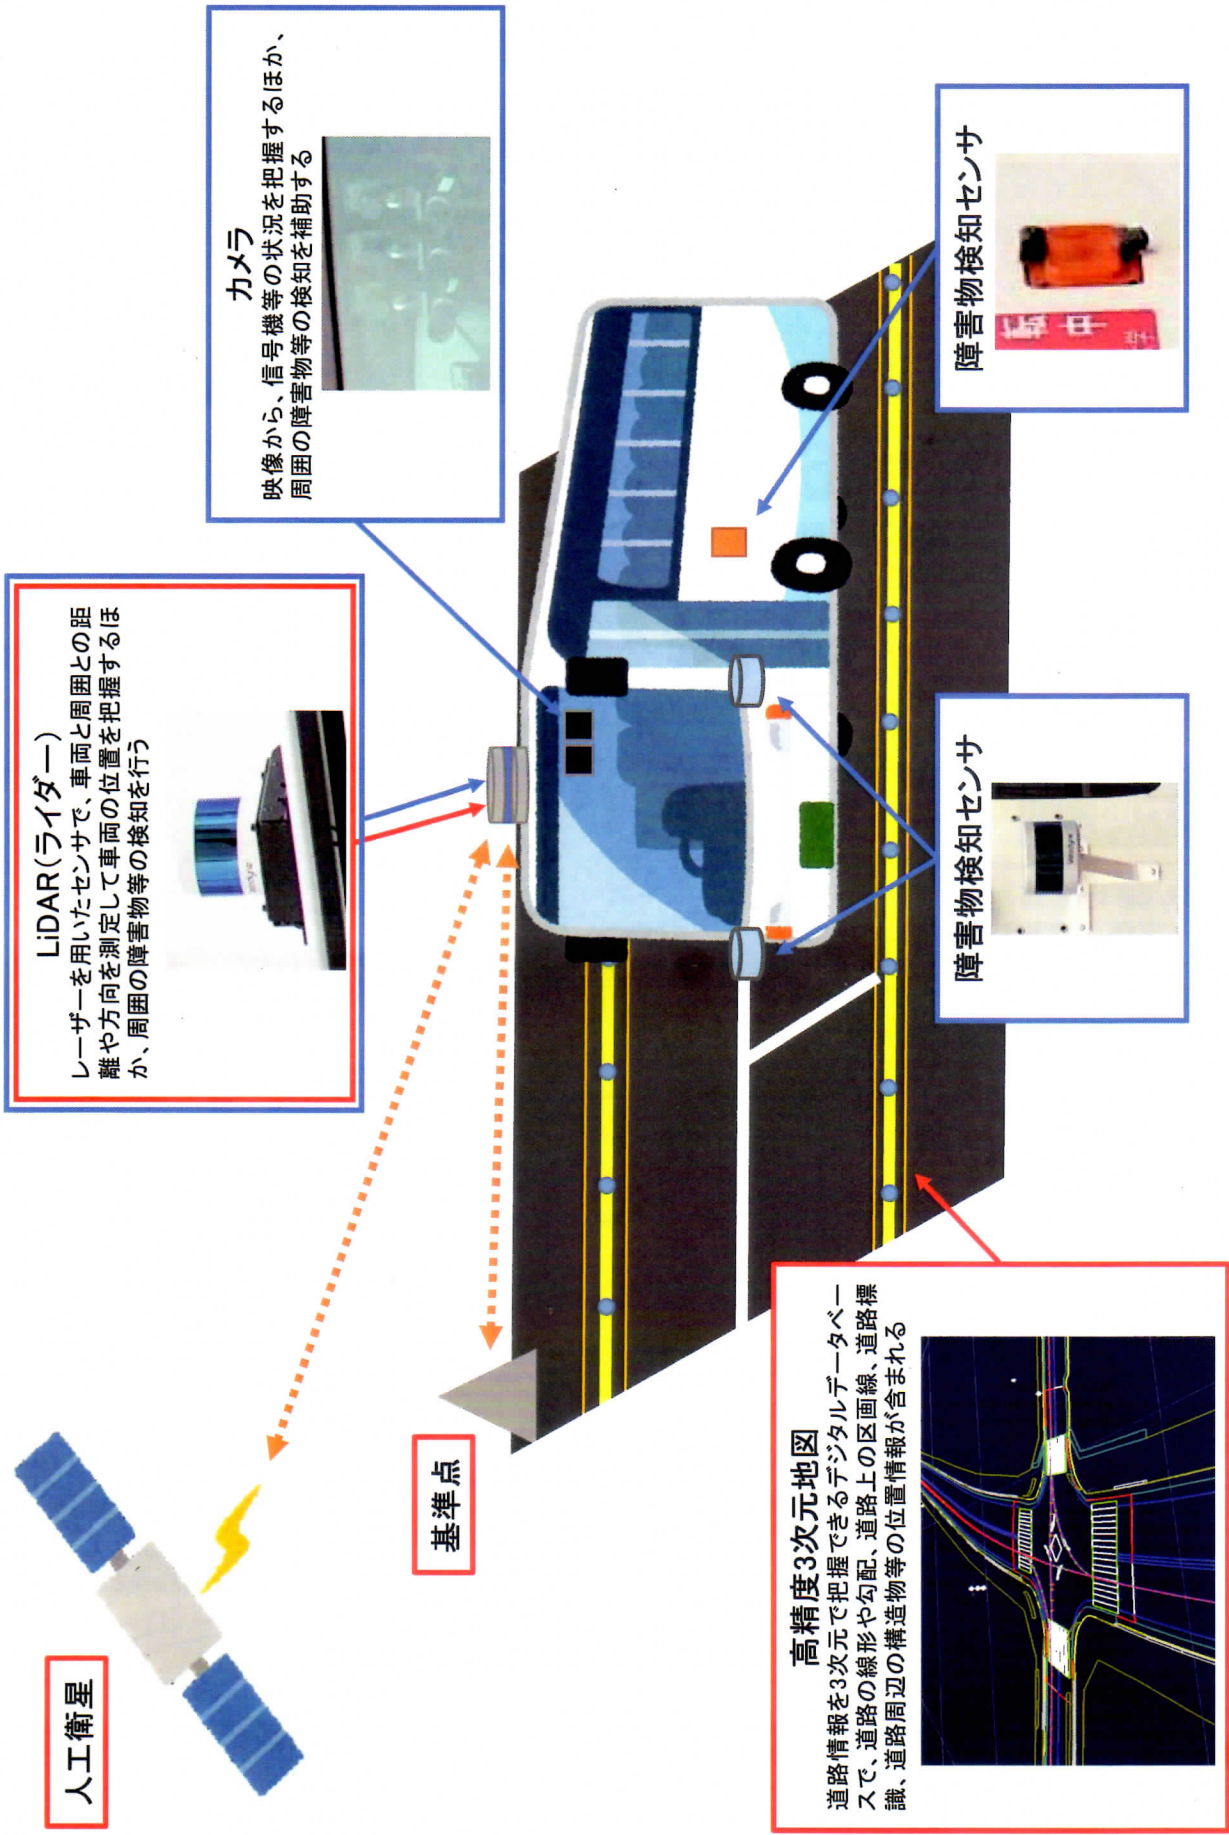 人工衛星
基準点
LiDAR(ライダー)
レーザーを用いたセンサで、車両と周囲との距
離や方向を測定して車両の位置を把握するほ
か、周囲の障害物等の検知を行う
カメラ
映像から、信号機等の状況を把握するほか、
周囲の障害物等の検知を補助する
高精度3次元地図
道路情報を3次元で把握できるデジタルデータベー
スで、道路の線形や勾配、道路上の区画線、道路標
識、道路周辺の構造物等の位置情報が含まれる
障害物検知センサ
Velodyne
障害物検知センサ